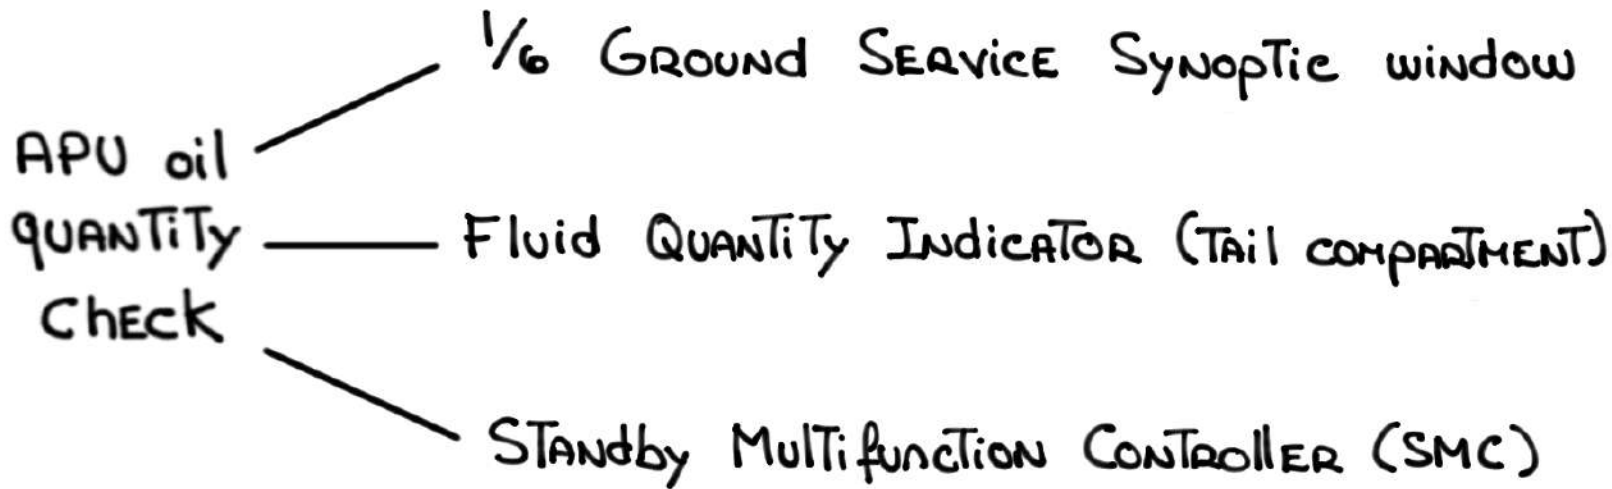 1/6 GROUND SERVICE SYNOPTIC WINDOW
APU oil
QUANTITY
CHECK
Fluid QUANTITY INdicATOR (TAil COMPARTMENT)
STANdby MulTifuncTioN CONTROllER (SMC)